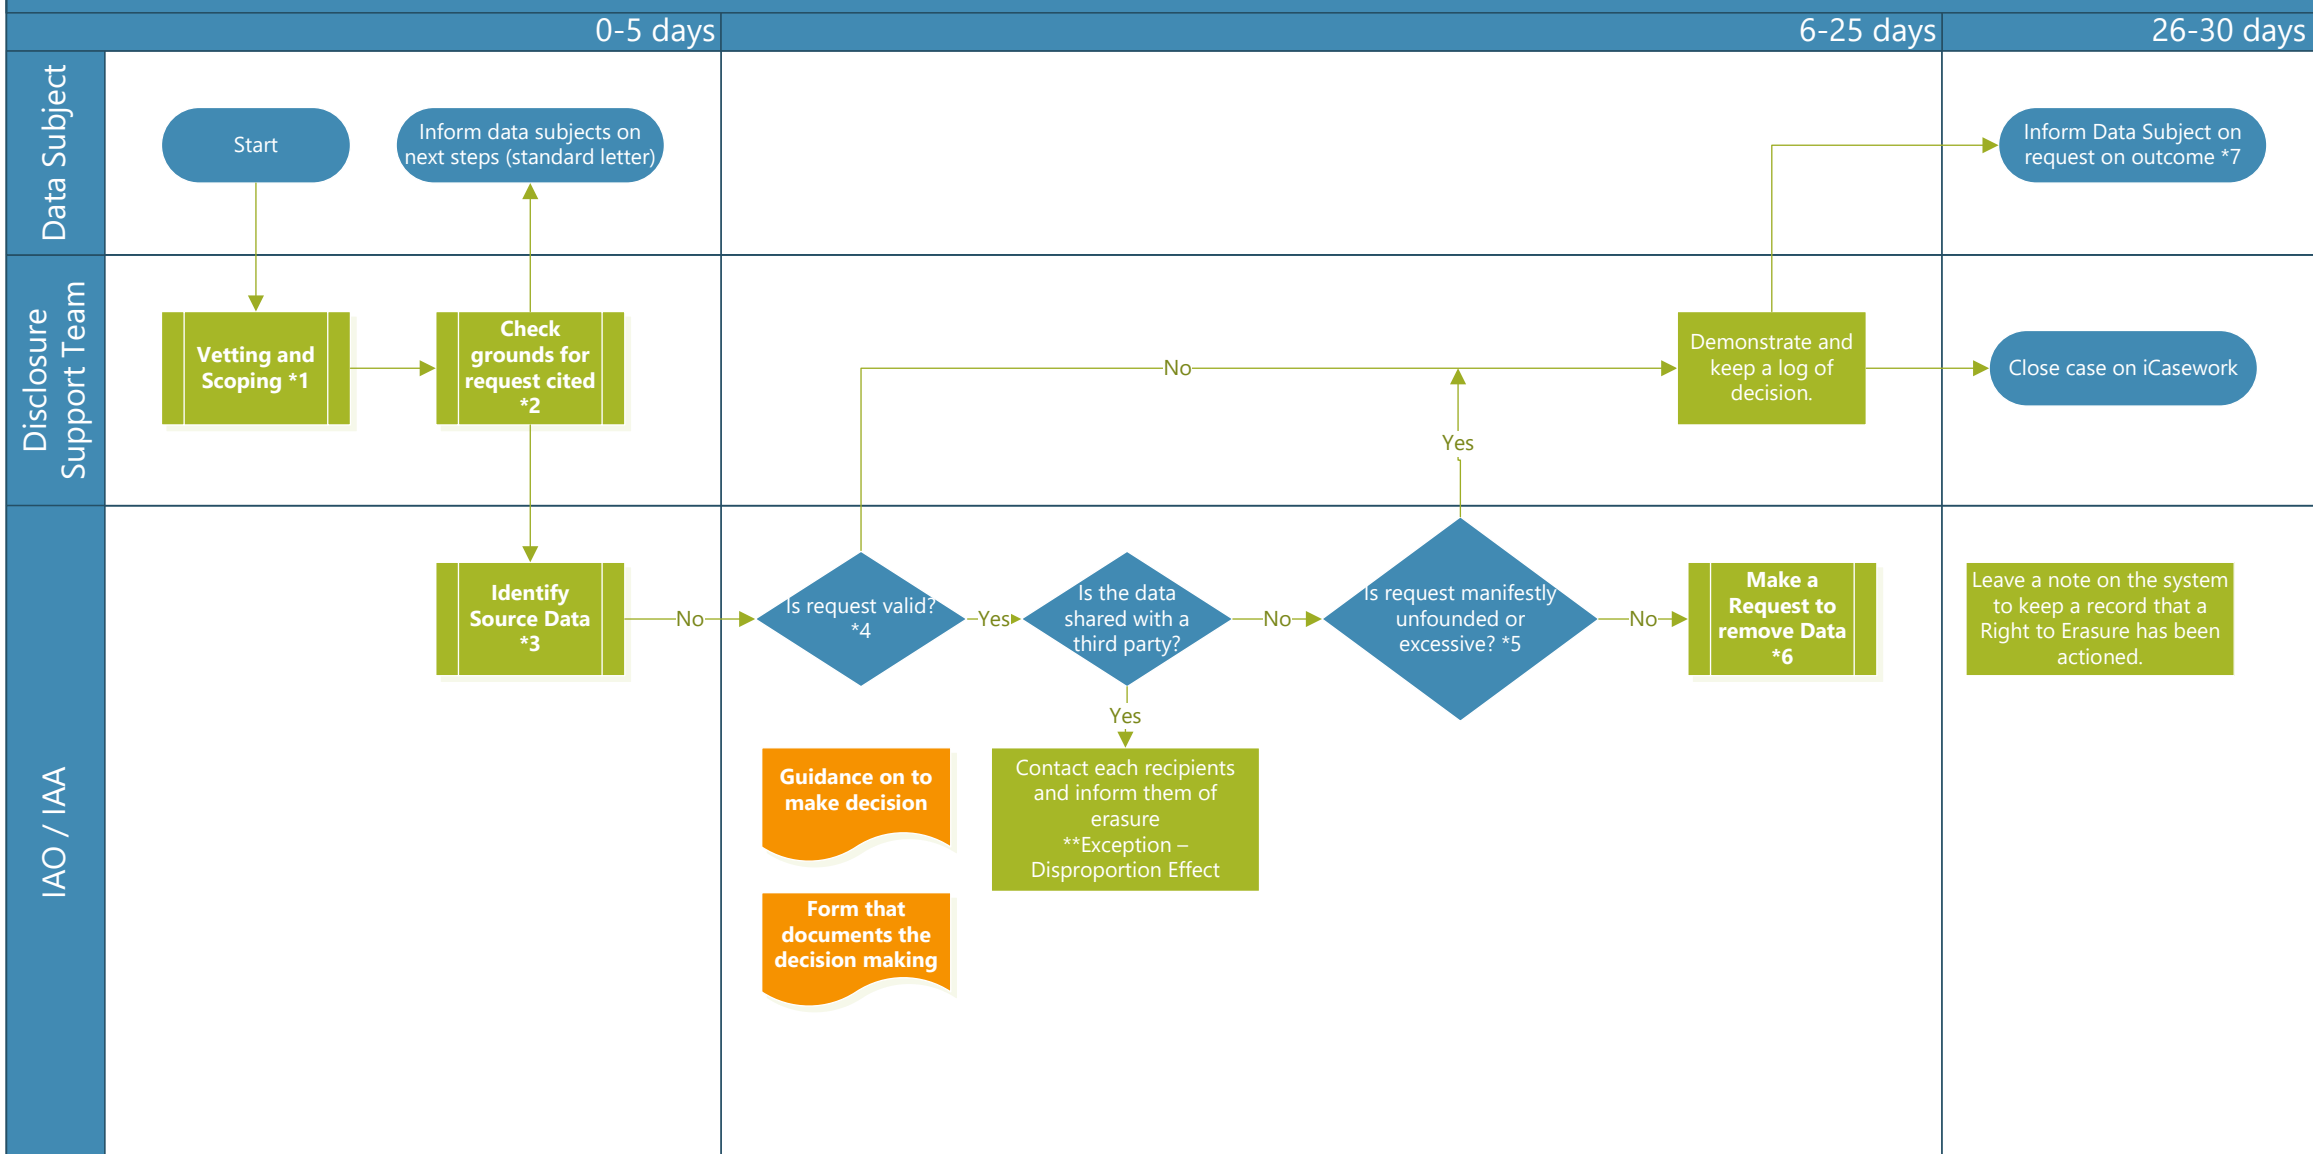 0-5 days
6-25 days
26-30 days
Data Subject
Start
Inform data subjects on
next steps (standard letter)
Inform Data Subject on
request on outcome *7
Disclosure
Support Team
Vetting and
Scoping *1
Check
grounds for
request cited
*2
No
Yes
Demonstrate and
keep a log of
decision.
Close case on iCasework
IAO / IAA
Identify
Source Data
*3
No
Is request valid?
*4
Yes
Is the data
shared with a
third party?
No
Is request manifestly
unfounded or
excessive? *5
No
Make a
Request to
remove Data
*6
Leave a note on the system
to keep a record that a
Right to Erasure has been
actioned.
Yes
Guidance on to
make decision
Contact each recipients
and inform them of
erasure
**Exception –
Disproportion Effect
Form that
documents the
decision making